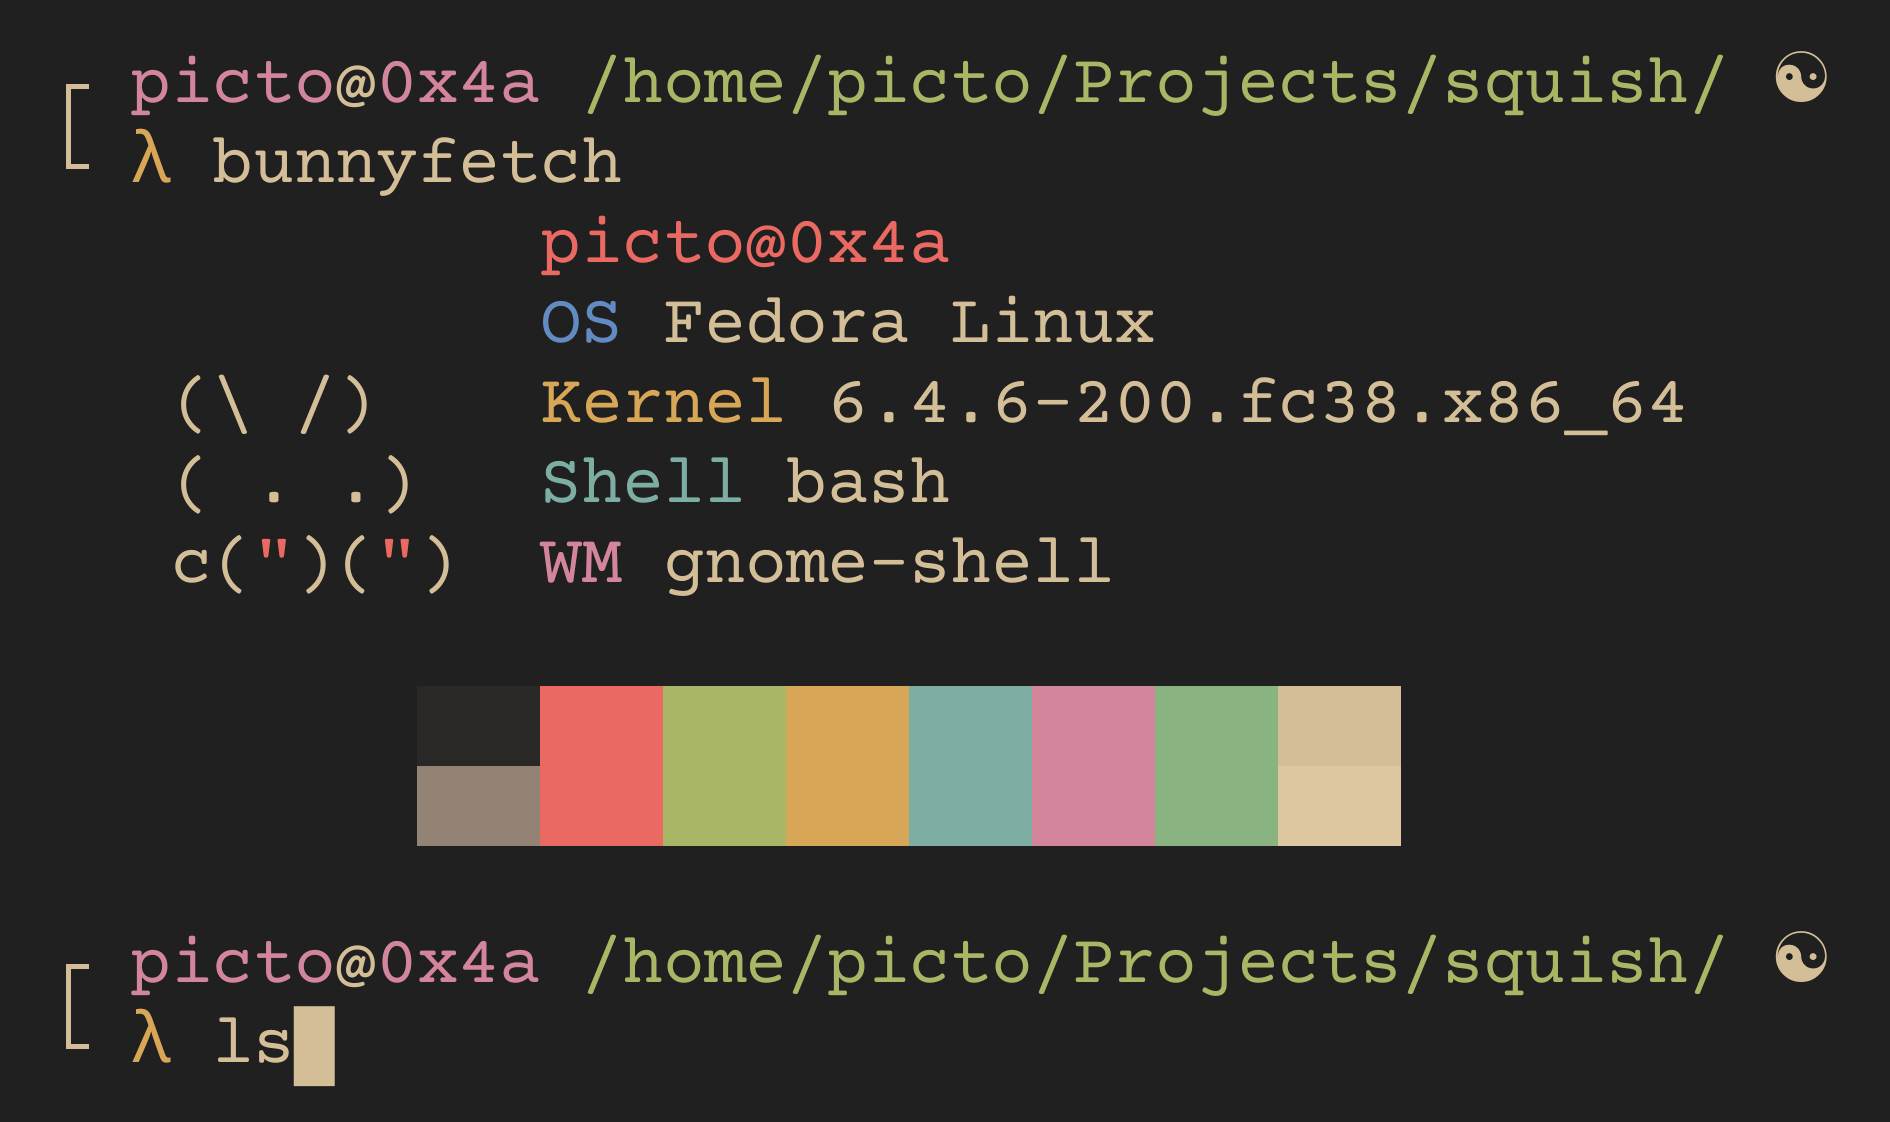 picto@0x4a /home/picto/Projects/squish/ ☯
λ bunnyfetch
picto@0x4a
OS Fedora Linux
(\ /) Kernel 6.4.6-200.fc38.x86_64
( . .) Shell bash
c(")(") WM gnome-shell
picto@0x4a /home/picto/Projects/squish/ ☯
λ ls